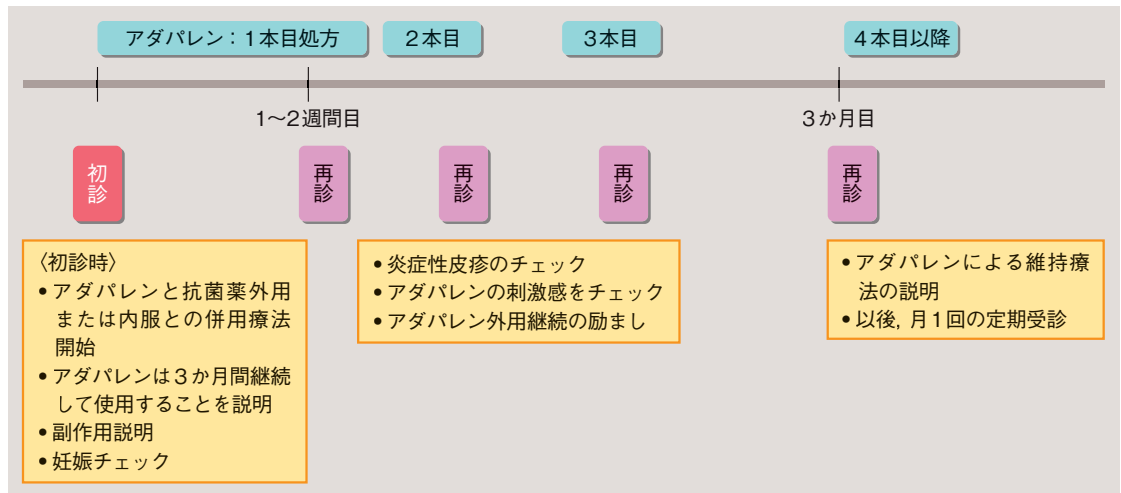 アダパレン：1本目処方
2本目
3本目
4本目以降
1〜2週間目
3か月目
初診
再診
再診
再診
再診
〈初診時〉
•アダパレンと抗菌薬外用
または内服との併用療法
開始
•アダパレンは3か月間継続
して使用することを説明
•副作用説明
•妊娠チェック
•炎症性皮疹のチェック
•アダパレンの刺激感をチェック
•アダパレン外用継続の励まし
•アダパレンによる維持療
法の説明
•以後，月1回の定期受診